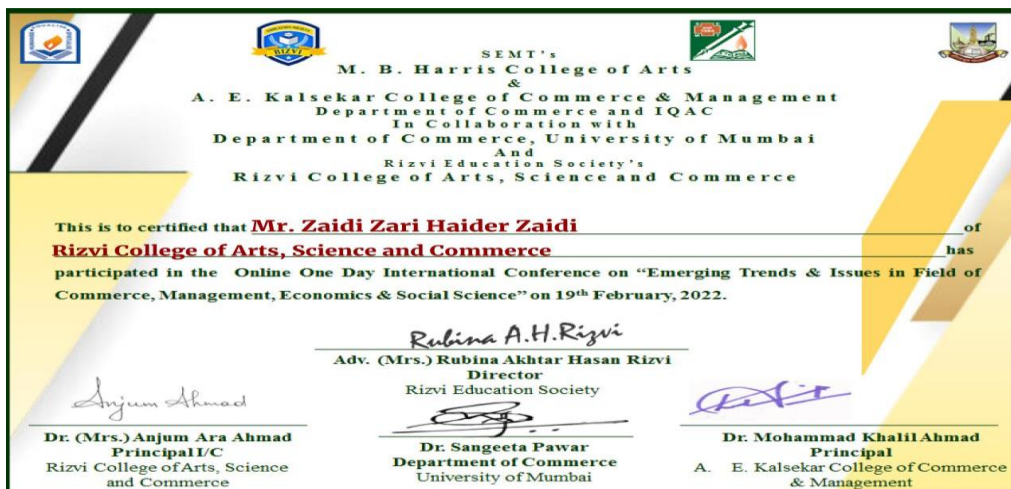 RIZVI
SEMT's
M. B. Harris College of Arts
&
A. E. Kalsekar College of Commerce & Management
Department of Commerce and IQAC
In Collaboration with
Department of Commerce, University of Mumbai
And
Rizvi Education Society's
Rizvi College of Arts, Science and Commerce
This is to certified that Mr. Zaidi Zari Haider Zaidi of
Rizvi College of Arts, Science and Commerce has
participated in the Online One Day International Conference on “Emerging Trends & Issues in Field of
Commerce, Management, Economics & Social Science” on 19th February, 2022.
Rubina A.H.Rizvi
Adv. (Mrs.) Rubina Akhtar Hasan Rizvi
Director
Rizvi Education Society
Anjum Ahmad
Dr. (Mrs.) Anjum Ara Ahmad
Principal I/C
Rizvi College of Arts, Science
and Commerce
Dr. Sangeeta Pawar
Department of Commerce
University of Mumbai
Dr. Mohammad Khalil Ahmad
Principal
A. E. Kalsekar College of Commerce
& Management